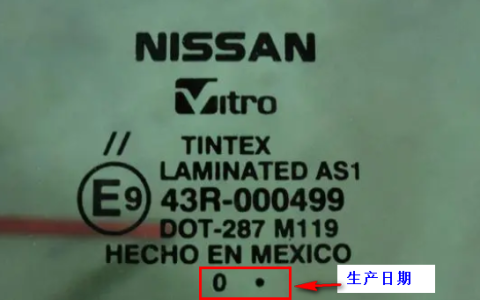 NISSAN
Vitro
// TINTEX
LAMINATED AS1
E9 43R-000499
DOT-287 M119
HECHO EN MEXICO
0 •
生产日期